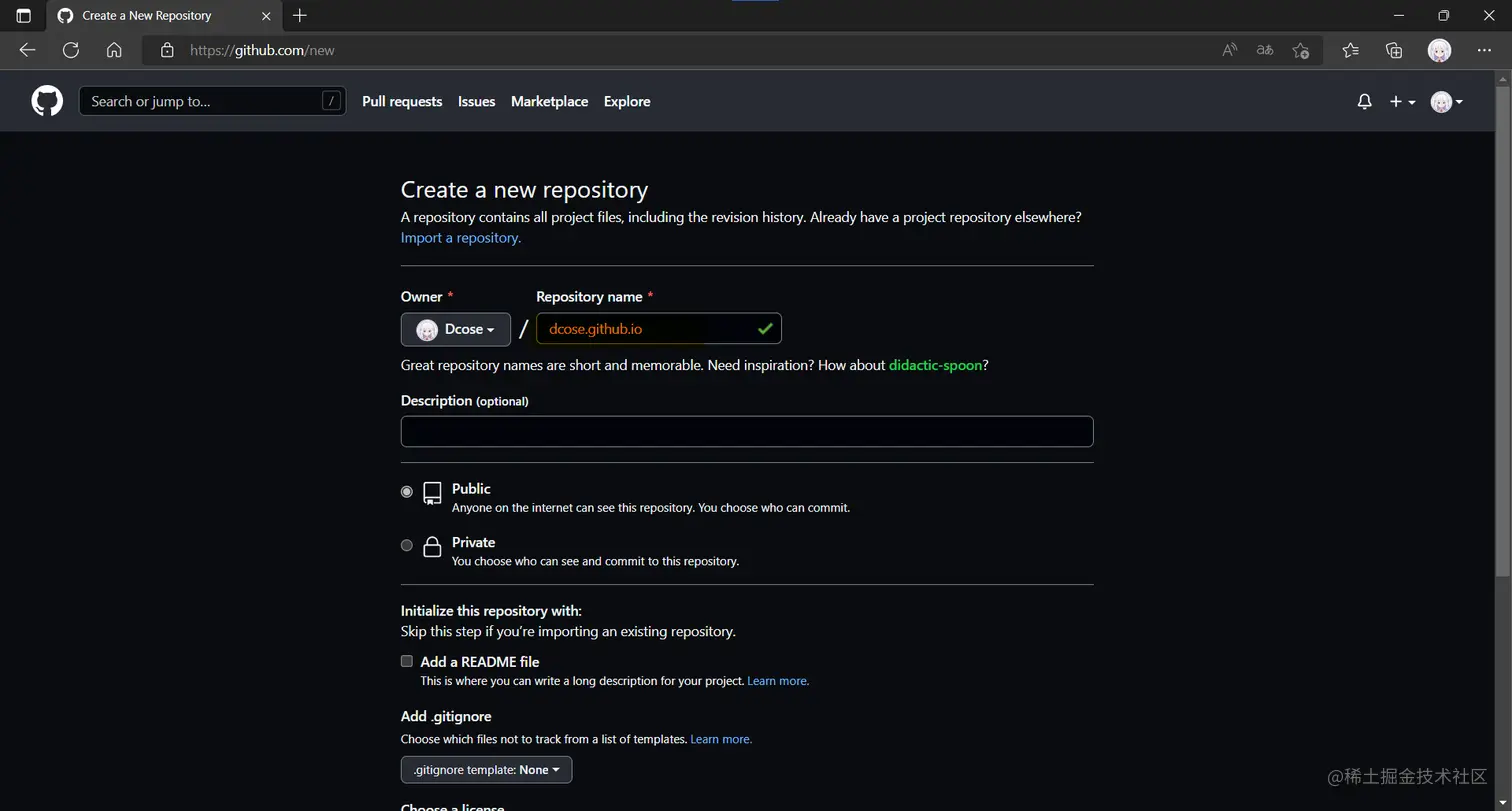 Create a New Repository
https://github.com/new
Search or jump to... /
Pull requests Issues Marketplace Explore
Create a new repository
A repository contains all project files, including the revision history. Already have a project repository elsewhere?
Import a repository.
Owner * Repository name *
Dcose / dcose.github.io
Great repository names are short and memorable. Need inspiration? How about didactic-spoon?
Description (optional)
Public
Anyone on the internet can see this repository. You choose who can commit.
Private
You choose who can see and commit to this repository.
Initialize this repository with:
Skip this step if you're importing an existing repository.
Add a README file
This is where you can write a long description for your project. Learn more.
Add .gitignore
Choose which files not to track from a list of templates. Learn more.
.gitignore template: None
Choose a license
@稀土掘金技术社区